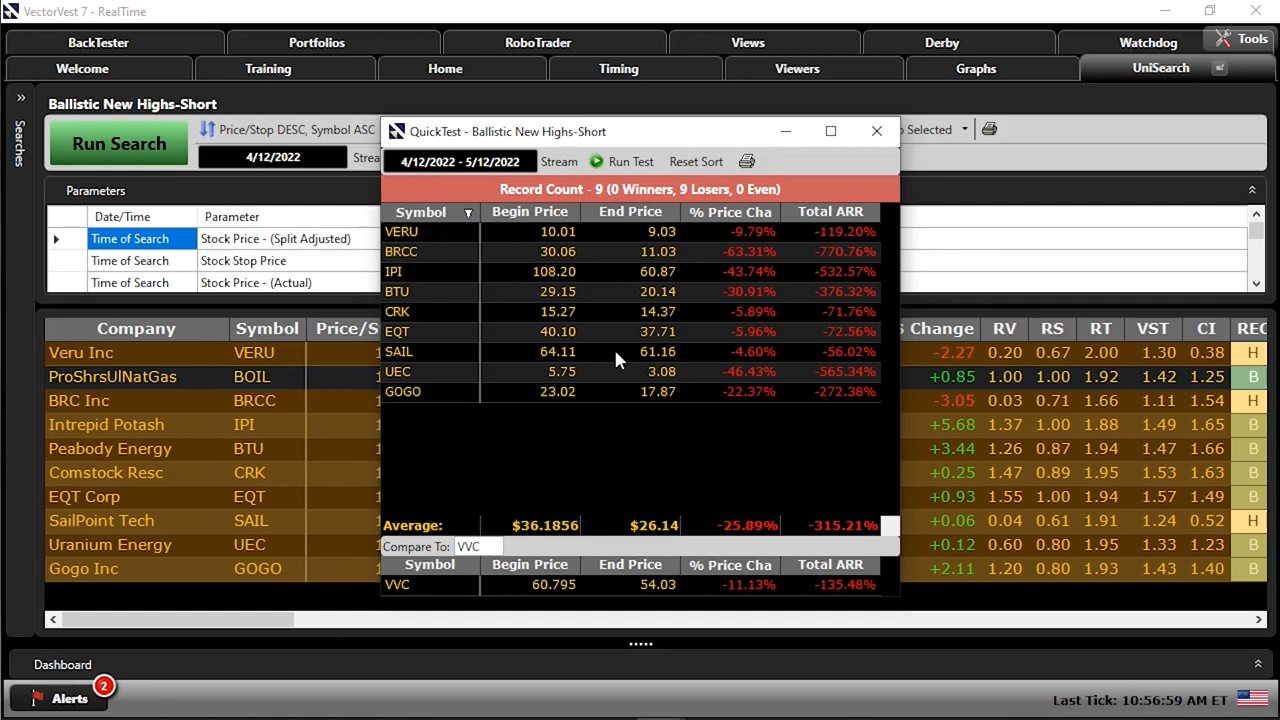 VectorVest 7 - RealTime
BackTester Portfolios RoboTrader Views Derby Watchdog Tools
Welcome Training Home Timing Viewers Graphs UniSearch
Searches
Ballistic New Highs-Short
Run Search Price/Stop DESC, Symbol ASC Selected
4/12/2022 Strea
Parameters
Date/Time Parameter
Time of Search Stock Price - (Split Adjusted)
Time of Search Stock Stop Price
Time of Search Stock Price - (Actual)
QuickTest - Ballistic New Highs-Short
4/12/2022 - 5/12/2022 Stream Run Test Reset Sort
Record Count - 9 (0 Winners, 9 Losers, 0 Even)
Symbol Begin Price End Price % Price Cha Total ARR
VERU 10.01 9.03 -9.79% -119.20%
BRCC 30.06 11.03 -63.31% -770.76%
IPI 108.20 60.87 -43.74% -532.57%
BTU 29.15 20.14 -30.91% -376.32%
CRK 15.27 14.37 -5.89% -71.76%
EQT 40.10 37.71 -5.96% -72.56%
SAIL 64.11 61.16 -4.60% -56.02%
UEC 5.75 3.08 -46.43% -565.34%
GOGO 23.02 17.87 -22.37% -272.38%
Average: $36.1856 $26.14 -25.89% -315.21%
Compare To: VVC
Symbol Begin Price End Price % Price Cha Total ARR
VVC 60.795 54.03 -11.13% -135.48%
Company Symbol Price/S Change RV RS RT VST CI REC
Veru Inc VERU 1 -2.27 0.20 0.67 2.00 1.30 0.38 H
ProShrsUlNatGas BOIL 1 +0.85 1.00 1.00 1.92 1.42 1.25 B
BRC Inc BRCC 1 -3.05 0.03 0.71 1.66 1.11 1.54 H
Intrepid Potash IPI 1 +5.68 1.37 1.00 1.88 1.49 1.65 B
Peabody Energy BTU 1 +3.44 1.26 0.87 1.94 1.47 1.66 B
Comstock Resc CRK 1 +0.25 1.47 0.89 1.95 1.53 1.63 B
EQT Corp EQT 1 +0.93 1.55 1.00 1.94 1.57 1.49 B
SailPoint Tech SAIL 1 +0.06 0.04 0.61 1.91 1.24 0.52 H
Uranium Energy UEC 1 +0.12 0.60 0.80 1.95 1.33 1.23 B
Gogo Inc GOGO 1 +2.11 1.20 0.80 1.93 1.43 1.40 B
Dashboard
Alerts 2
Last Tick: 10:56:59 AM ET